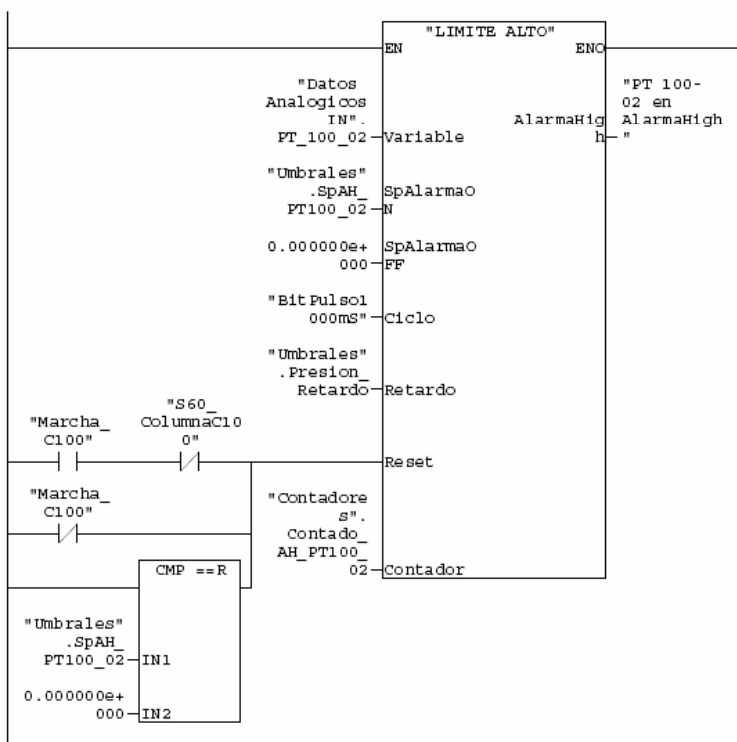 "LIMITE ALTO"
EN ENO
"Datos
Analogicos
IN".
PT_100_02 Variable
AlarmaHig
h
"PT 100-
02 en
AlarmaHigh
"
"Umbrales"
.SpAH_
PT100_02
SpAlarmaO
N
0.000000e+
000
SpAlarmaO
FF
"BitPulso1
000mS" Ciclo
"Umbrales"
.Presion_
Retardo Retardo
"Marcha_
C100"
"S60_
ColumnaC10
0"
Reset
"Marcha_
C100"
"Contadore
s".
Contado_
AH_PT100_
02 Contador
CMP ==R
"Umbrales"
.SpAH_
PT100_02 IN1
0.000000e+
000 IN2